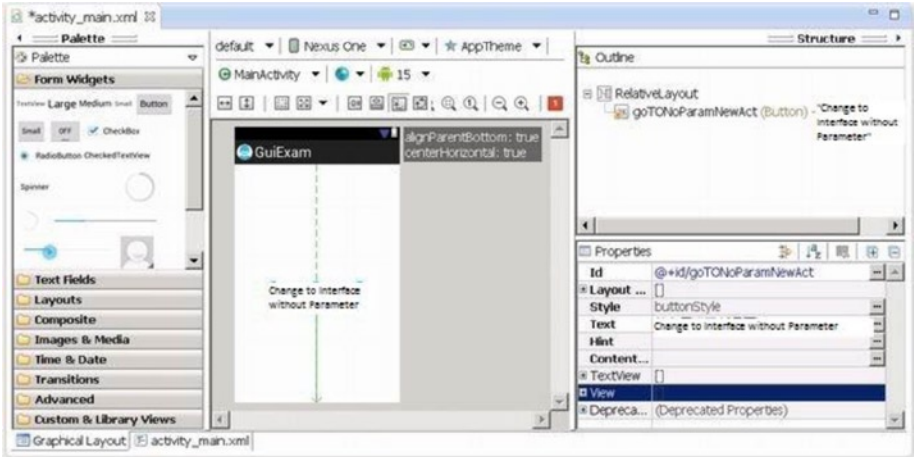 *activity_main.xml
Palette
Palette
Form Widgets
TextView Large Medium Small Button
Small OFF CheckBox
RadioButton CheckedTextView
Spinner
Text Fields
Layouts
Composite
Images & Media
Time & Date
Transitions
Advanced
Custom & Library Views
default Nexus One AppTheme
MainActivity 15
1
GuiExam
alignParentBottom: true
centerHorizontal: true
Change to Interface
without Parameter
Structure
Outline
RelativeLayout
goTONoParamNewAct (Button) - "Change to
Interface without
Parameter"
Properties
Id @+id/goTONoParamNewAct
Layout ... []
Style buttonStyle
Text Change to Interface without Parameter
Hint
Content...
TextView []
View []
Depreca... (Deprecated Properties)
Graphical Layout activity_main.xml